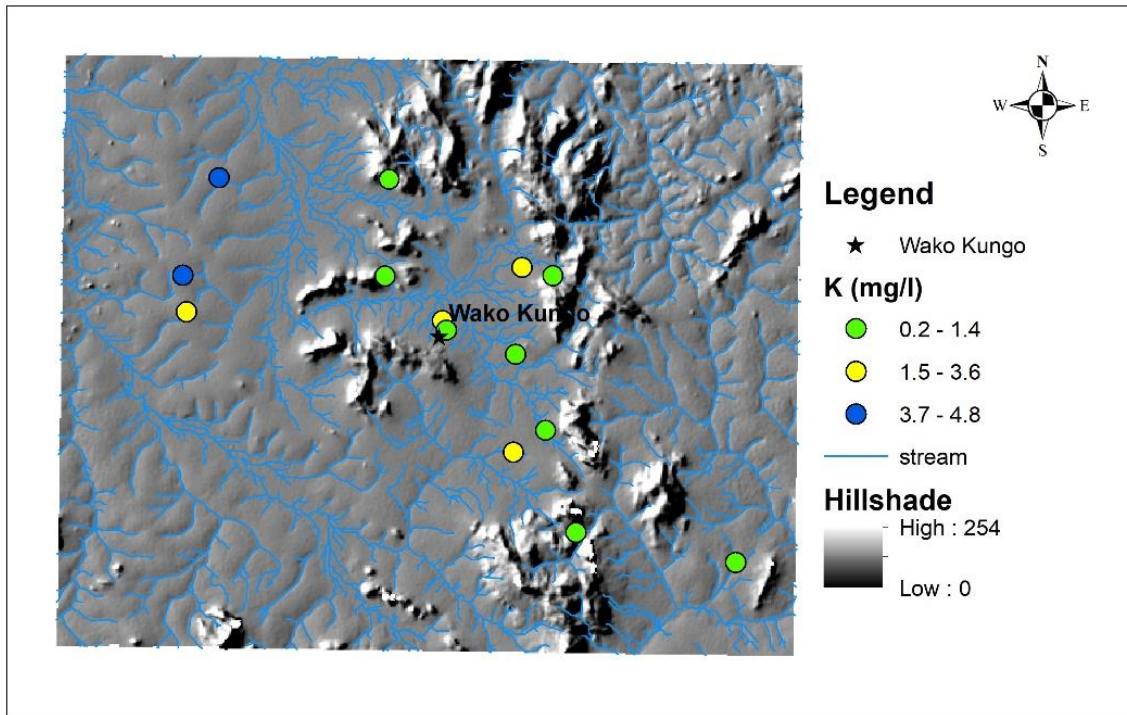 N
W E
S
Legend
Wako Kungo
K (mg/l)
0.2 - 1.4
1.5 - 3.6
3.7 - 4.8
stream
Hillshade
High : 254
Low : 0
Wako Kungo